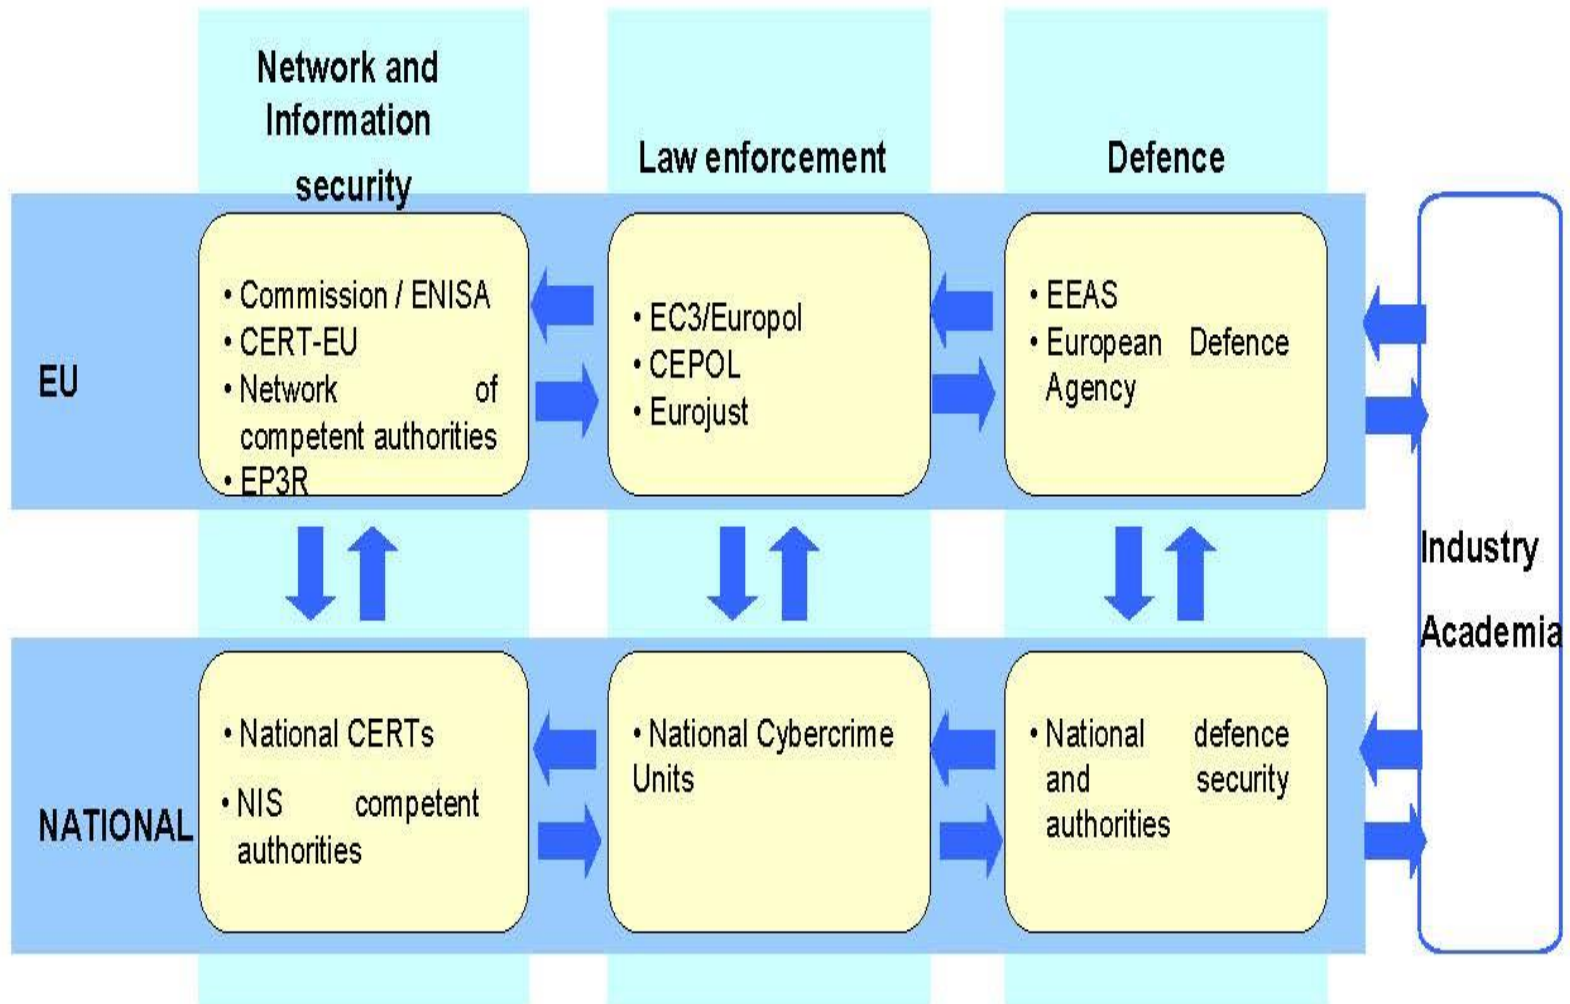 Network and
Information
security
Law enforcement
Defence
EU
• Commission / ENISA
• CERT-EU
• Network of
competent authorities
• EP3R
• EC3/Europol
• CEPOL
• Eurojust
• EEAS
• European Defence
Agency
Industry
Academia
NATIONAL
• National CERTs
• NIS competent
authorities
• National Cybercrime
Units
• National defence
and security
authorities